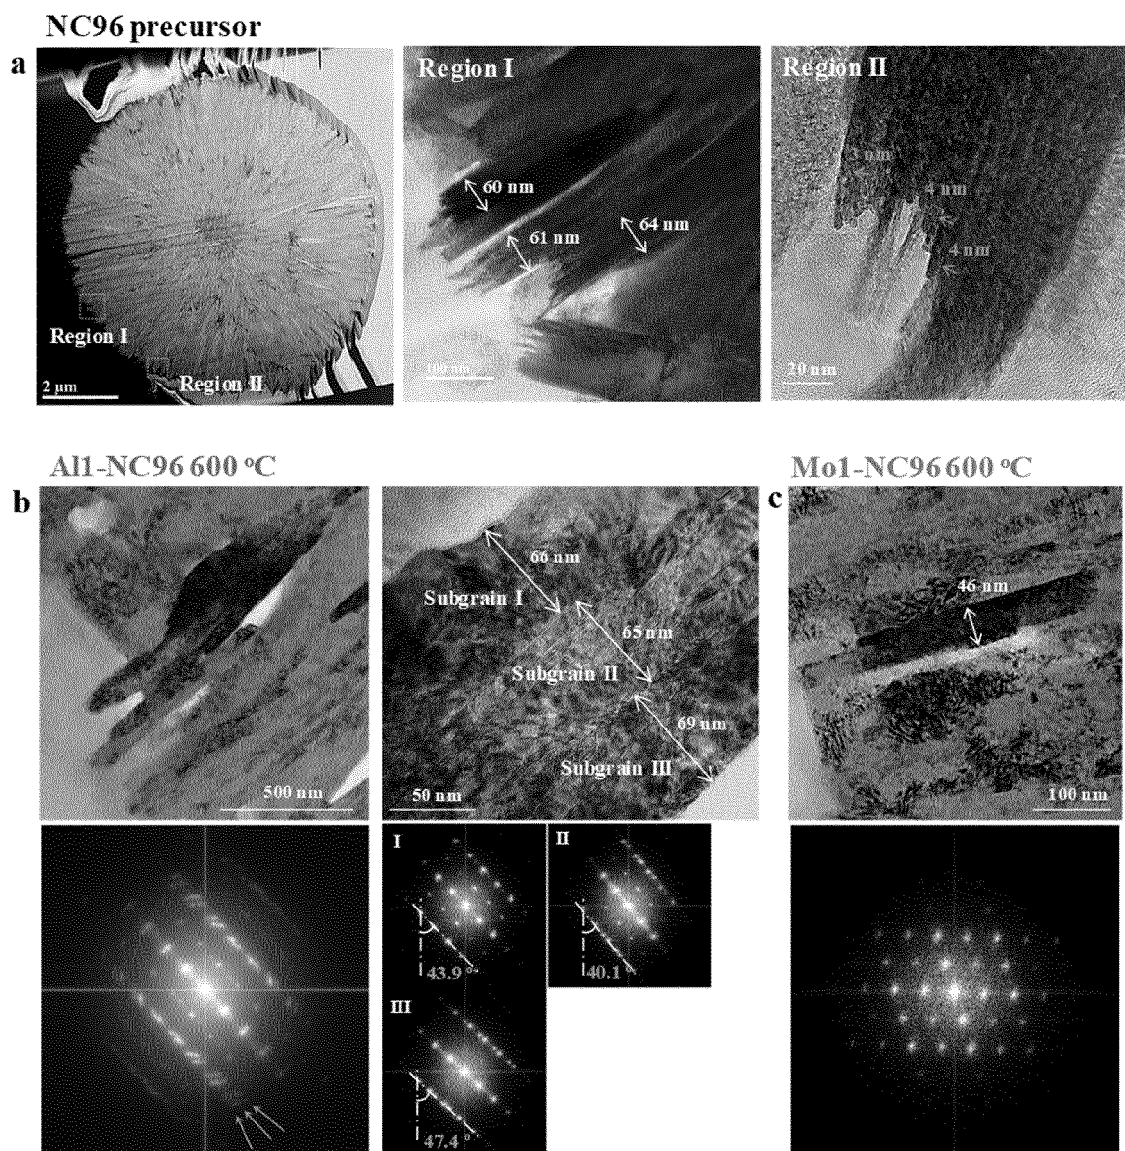 NC96 precursor
a
Region I
Region II
2 µm
Region I
60 nm
61 nm
64 nm
100 nm
Region II
3 nm
4 nm
4 nm
20 nm
Al1-NC96 600 °C
Mo1-NC96 600 °C
b
500 nm
66 nm
Subgrain I
65 nm
Subgrain II
69 nm
Subgrain III
50 nm
c
46 nm
100 nm
I
43.9 °
II
40.1 °
III
47.4 °